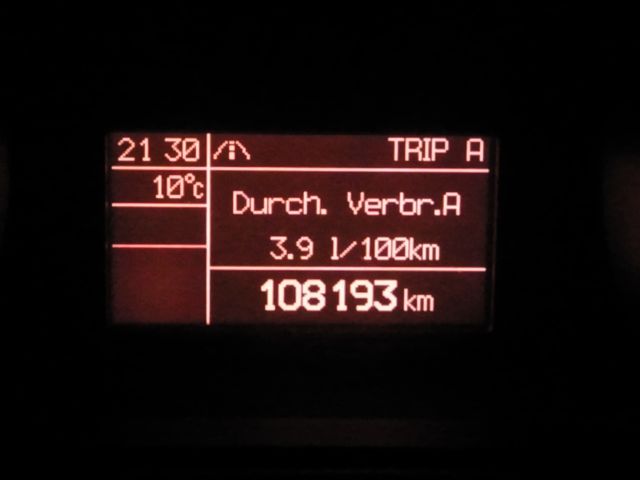 21 30 TRIP A
10°c
Durch. Verbr.A
3.9 l/100km
108193 km